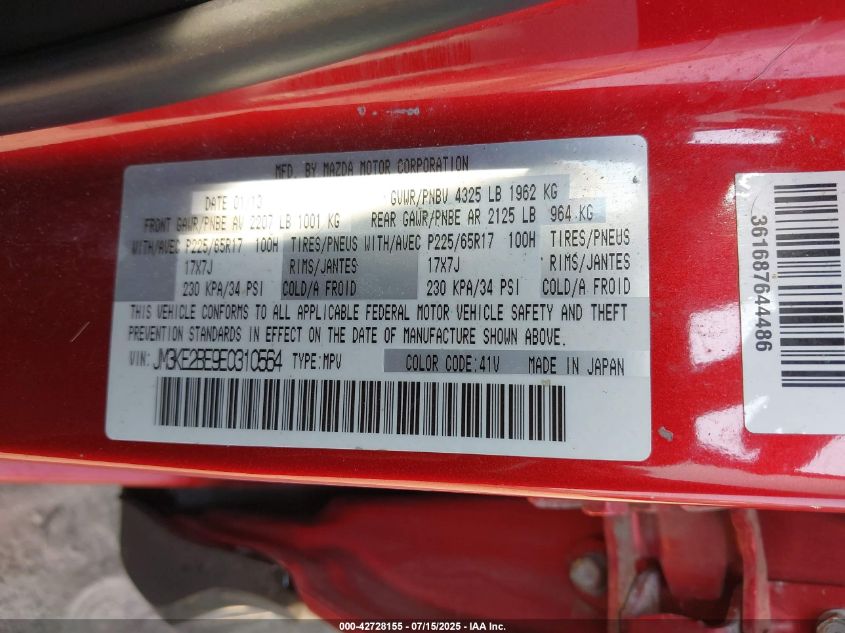 MFD. BY MAZDA MOTOR CORPORATION
DATE 01/13 GVWR/PNBV 4325 LB 1962 KG
FRONT GAWR/PNBE AV 2207 LB 1001 KG REAR GAWR/PNBE AR 2125 LB 964 KG
WITH/AVEC P225/65R17 100H TIRES/PNEUS WITH/AVEC P225/65R17 100H TIRES/PNEUS
17X7J RIMS/JANTES 17X7J RIMS/JANTES
230 KPA/34 PSI COLD/A FROID 230 KPA/34 PSI COLD/A FROID
THIS VEHICLE CONFORMS TO ALL APPLICABLE FEDERAL MOTOR VEHICLE SAFETY AND THEFT
PREVENTION STANDARDS IN EFFECT ON THE DATE OF MANUFACTURE SHOWN ABOVE.
VIN: JM3KE2BE9E0310564 TYPE:MPV COLOR CODE:41V MADE IN JAPAN
361687644486
000-42728155 - 07/15/2025 - IAA Inc.